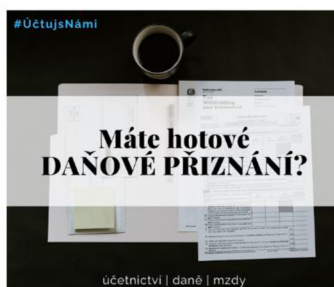 #ÚčtujsNámi
Máte hotové
DAŇOVÉ PŘIZNÁNÍ?
účetnictví | daně | mzdy